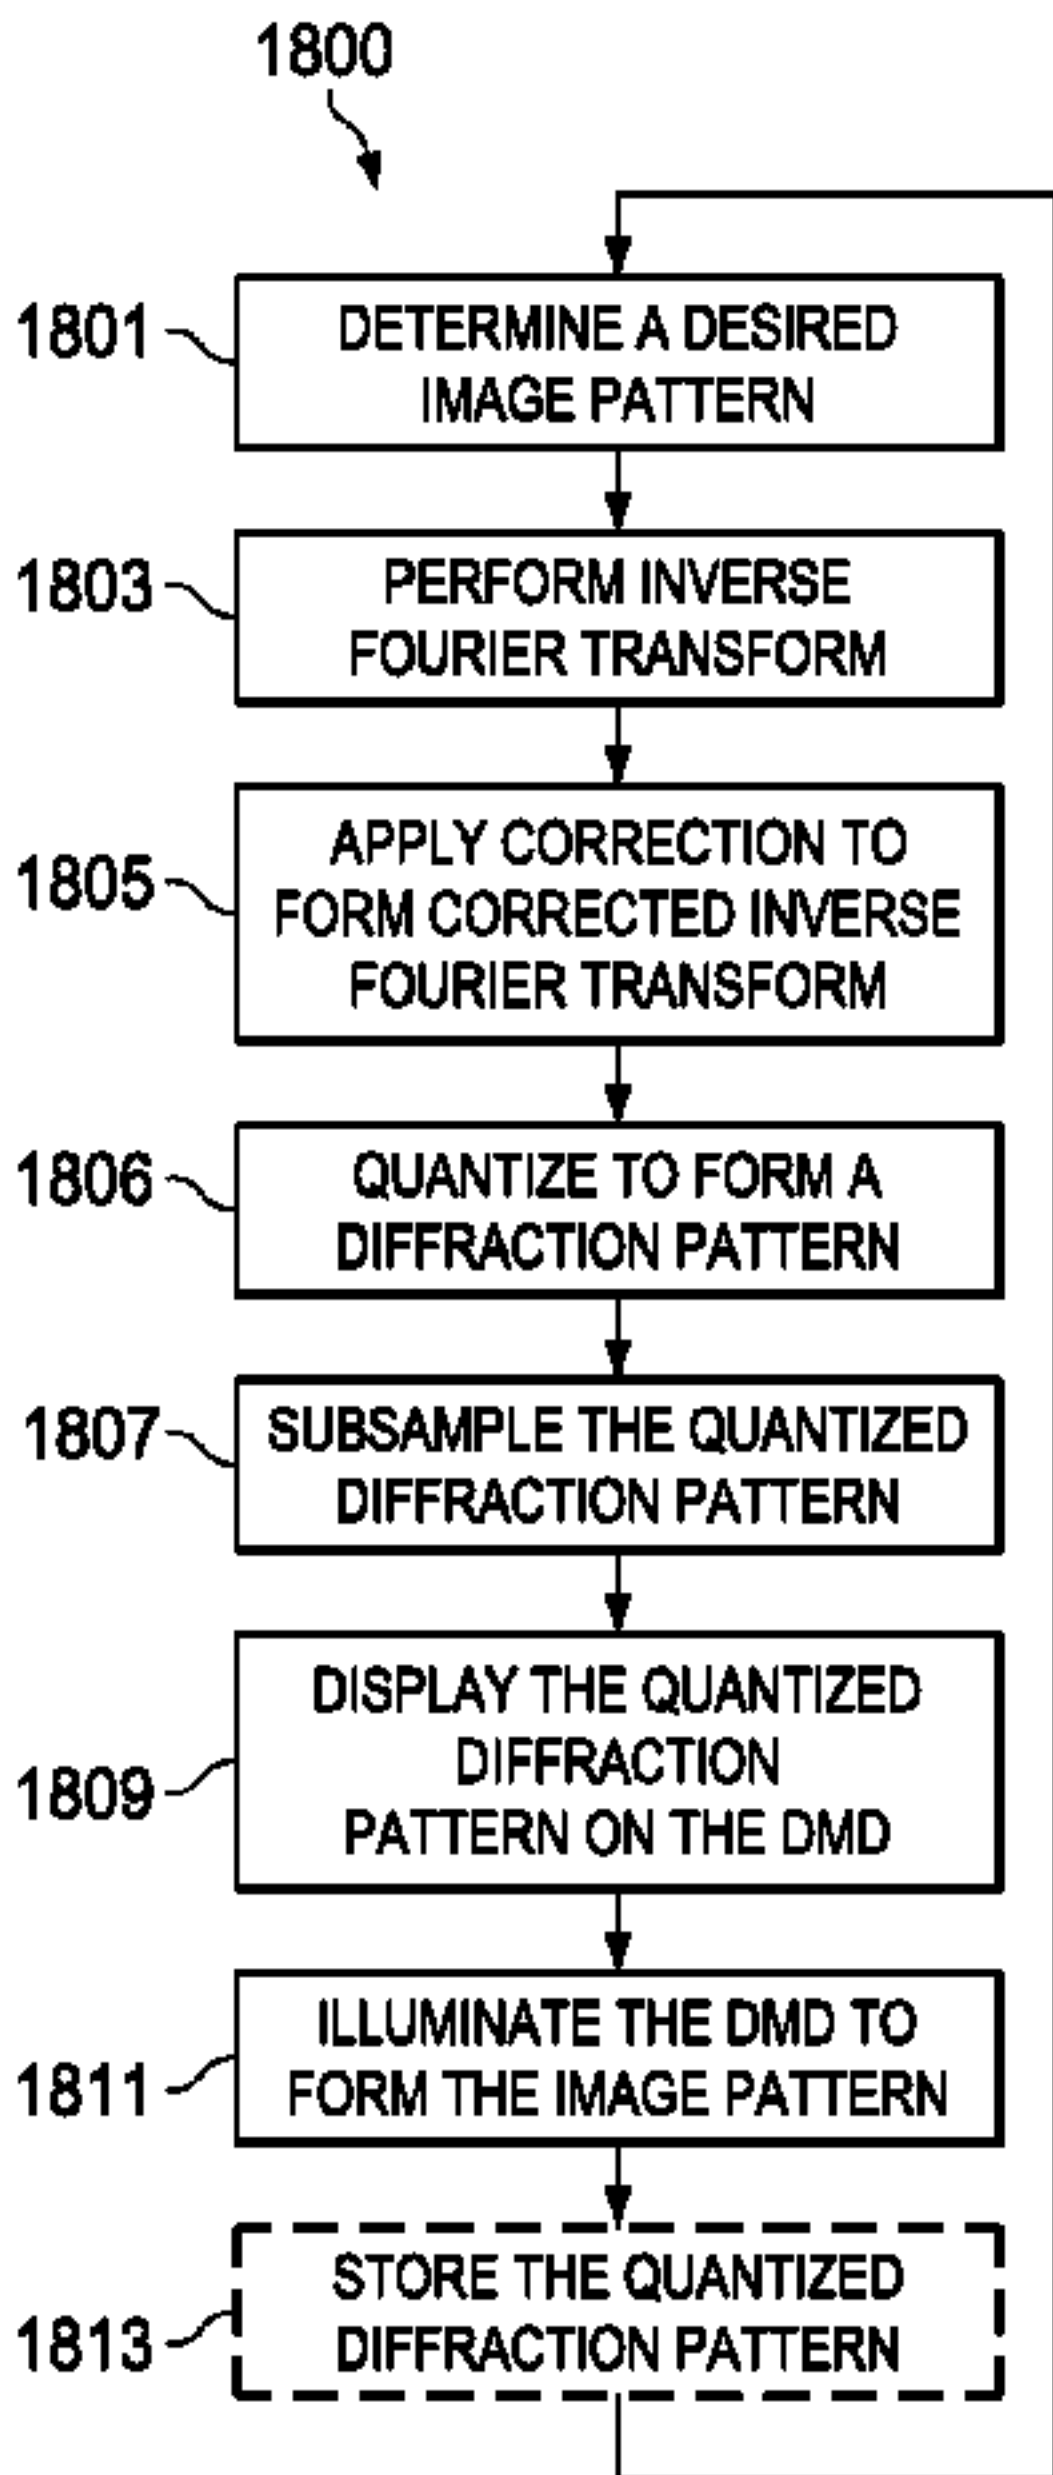 1800
1801
DETERMINE A DESIRED
IMAGE PATTERN
1803
PERFORM INVERSE
FOURIER TRANSFORM
1805
APPLY CORRECTION TO
FORM CORRECTED INVERSE
FOURIER TRANSFORM
1806
QUANTIZE TO FORM A
DIFFRACTION PATTERN
1807
SUBSAMPLE THE QUANTIZED
DIFFRACTION PATTERN
1809
DISPLAY THE QUANTIZED
DIFFRACTION
PATTERN ON THE DMD
1811
ILLUMINATE THE DMD TO
FORM THE IMAGE PATTERN
1813
STORE THE QUANTIZED
DIFFRACTION PATTERN